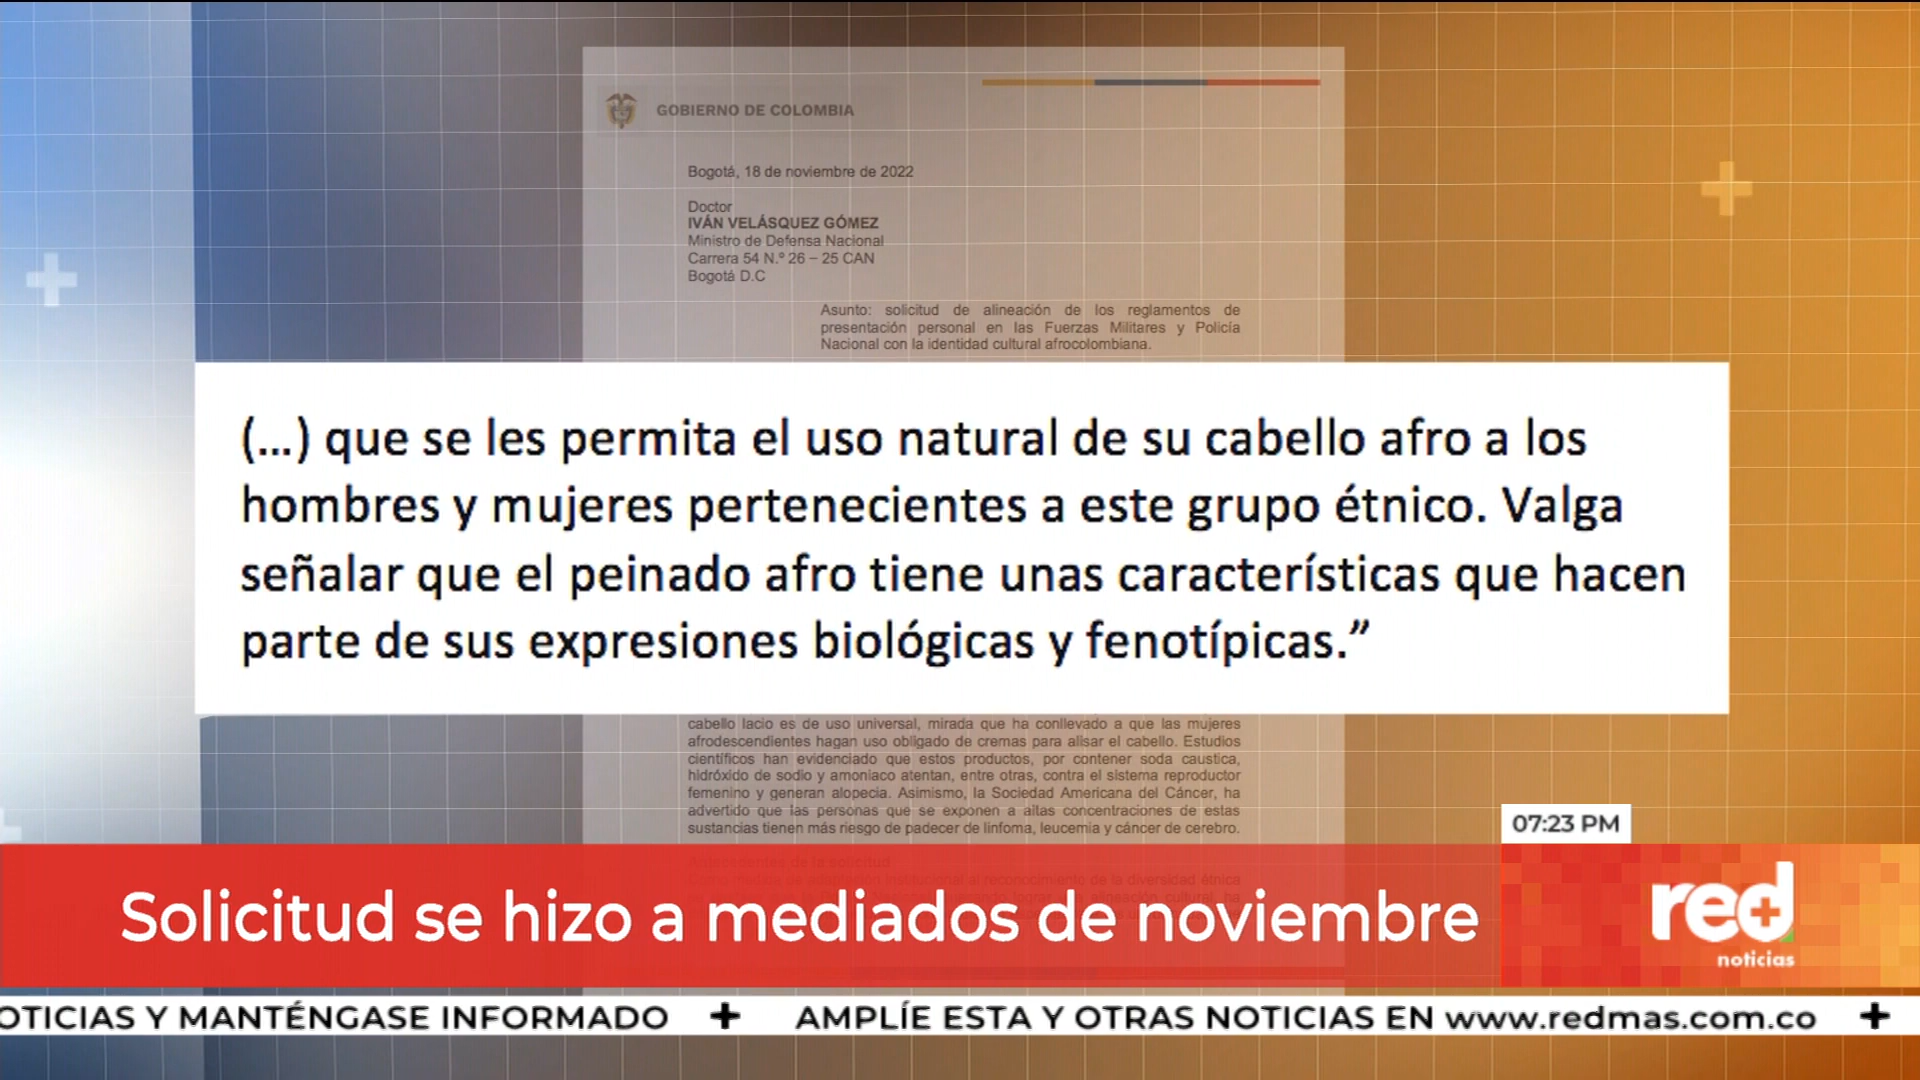 GOBIERNO DE COLOMBIA
Bogotá, 18 de noviembre de 2022
Doctor
IVÁN VELÁSQUEZ GÓMEZ
Ministro de Defensa Nacional
Carrera 54 N.º 26 – 25 CAN
Bogotá D.C
Asunto: solicitud de alineación de los reglamentos de
presentación personal en las Fuerzas Militares y Policía
Nacional con la identidad cultural afrocolombiana.
(...) que se les permita el uso natural de su cabello afro a los
hombres y mujeres pertenecientes a este grupo étnico. Valga
señalar que el peinado afro tiene unas características que hacen
parte de sus expresiones biológicas y fenotípicas.”
cabello lacio es de uso universal, mirada que ha conllevado a que las mujeres
afrodescendientes hagan uso obligado de cremas para alisar el cabello. Estudios
científicos han evidenciado que estos productos, por contener soda caustica,
hidróxido de sodio y amoniaco atentan, entre otras, contra el sistema reproductor
femenino y generan alopecia. Asimismo, la Sociedad Americana del Cáncer, ha
advertido que las personas que se exponen a altas concentraciones de estas
sustancias tienen más riesgo de padecer de linfoma, leucemia y cáncer de cerebro.
07:23 PM
Solicitud se hizo a mediados de noviembre
red
noticias
OTICIAS Y MANTÉNGASE INFORMADO + AMPLÍE ESTA Y OTRAS NOTICIAS EN www.redmas.com.co +